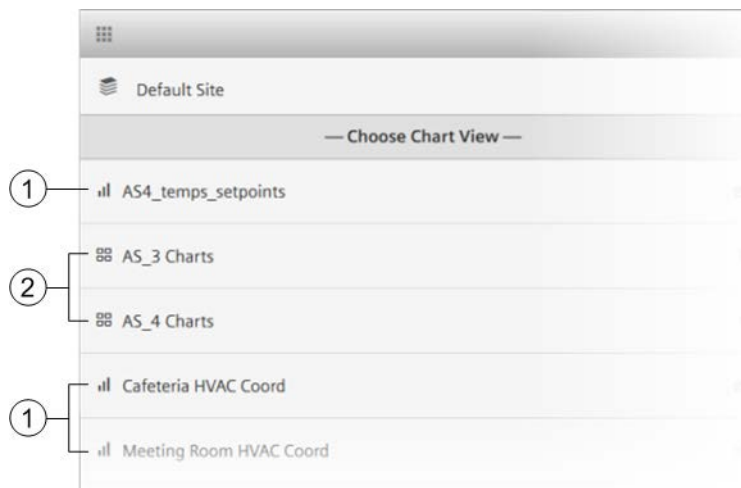 Default Site
— Choose Chart View —
1 AS4_temps_setpoints
AS_3 Charts
2
AS_4 Charts
Cafeteria HVAC Coord
1
Meeting Room HVAC Coord